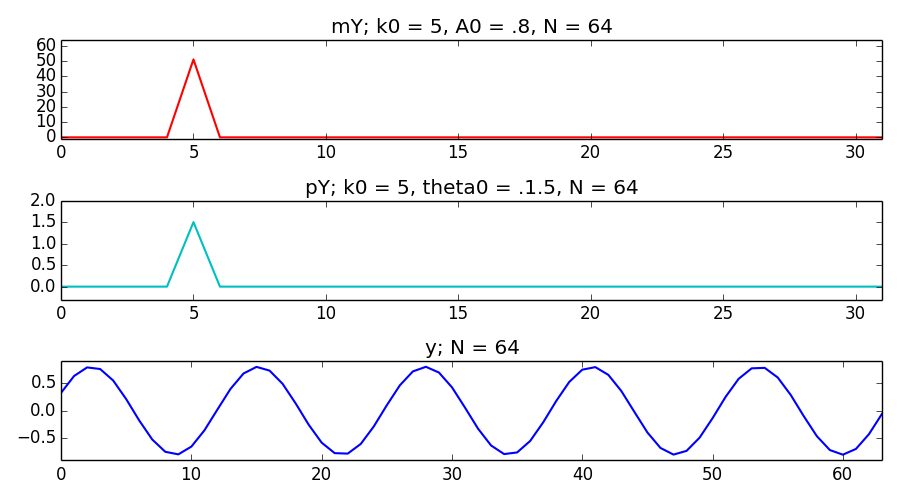 mY; k0 = 5, A0 = .8, N = 64
60
50
40
30
20
10
0
0 5 10 15 20 25 30
pY; k0 = 5, theta0 = .1.5, N = 64
2.0
1.5
1.0
0.5
0.0
0 5 10 15 20 25 30
y; N = 64
0.5
0.0
−0.5
0 10 20 30 40 50 60